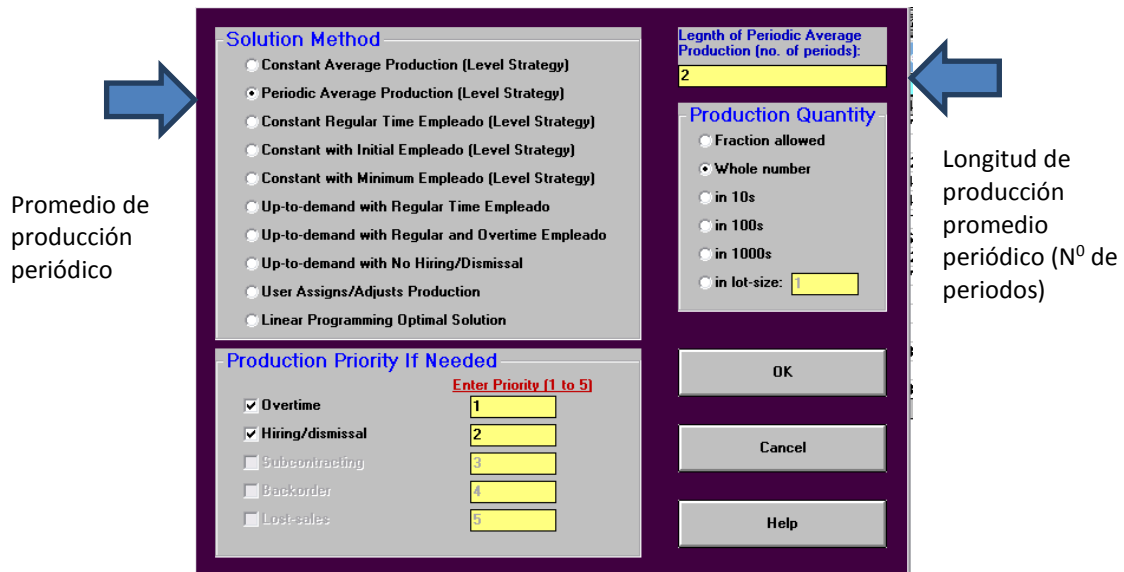 Promedio de
producción
periódico
Solution Method
Constant Average Production (Level Strategy)
Periodic Average Production (Level Strategy)
Constant Regular Time Empleado (Level Strategy)
Constant with Initial Empleado (Level Strategy)
Constant with Minimum Empleado (Level Strategy)
Up-to-demand with Regular Time Empleado
Up-to-demand with Regular and Overtime Empleado
Up-to-demand with No Hiring/Dismissal
User Assigns/Adjusts Production
Linear Programming Optimal Solution
Production Priority If Needed
Enter Priority (1 to 5)
Overtime 1
Hiring/dismissal 2
Subcontracting 3
Backorder 4
Lost-sales 5
Legnth of Periodic Average
Production (no. of periods):
2
Production Quantity
Fraction allowed
Whole number
in 10s
in 100s
in 1000s
in lot-size: 1
OK
Cancel
Help
Longitud de
producción
promedio
periódico (N⁰ de
periodos)